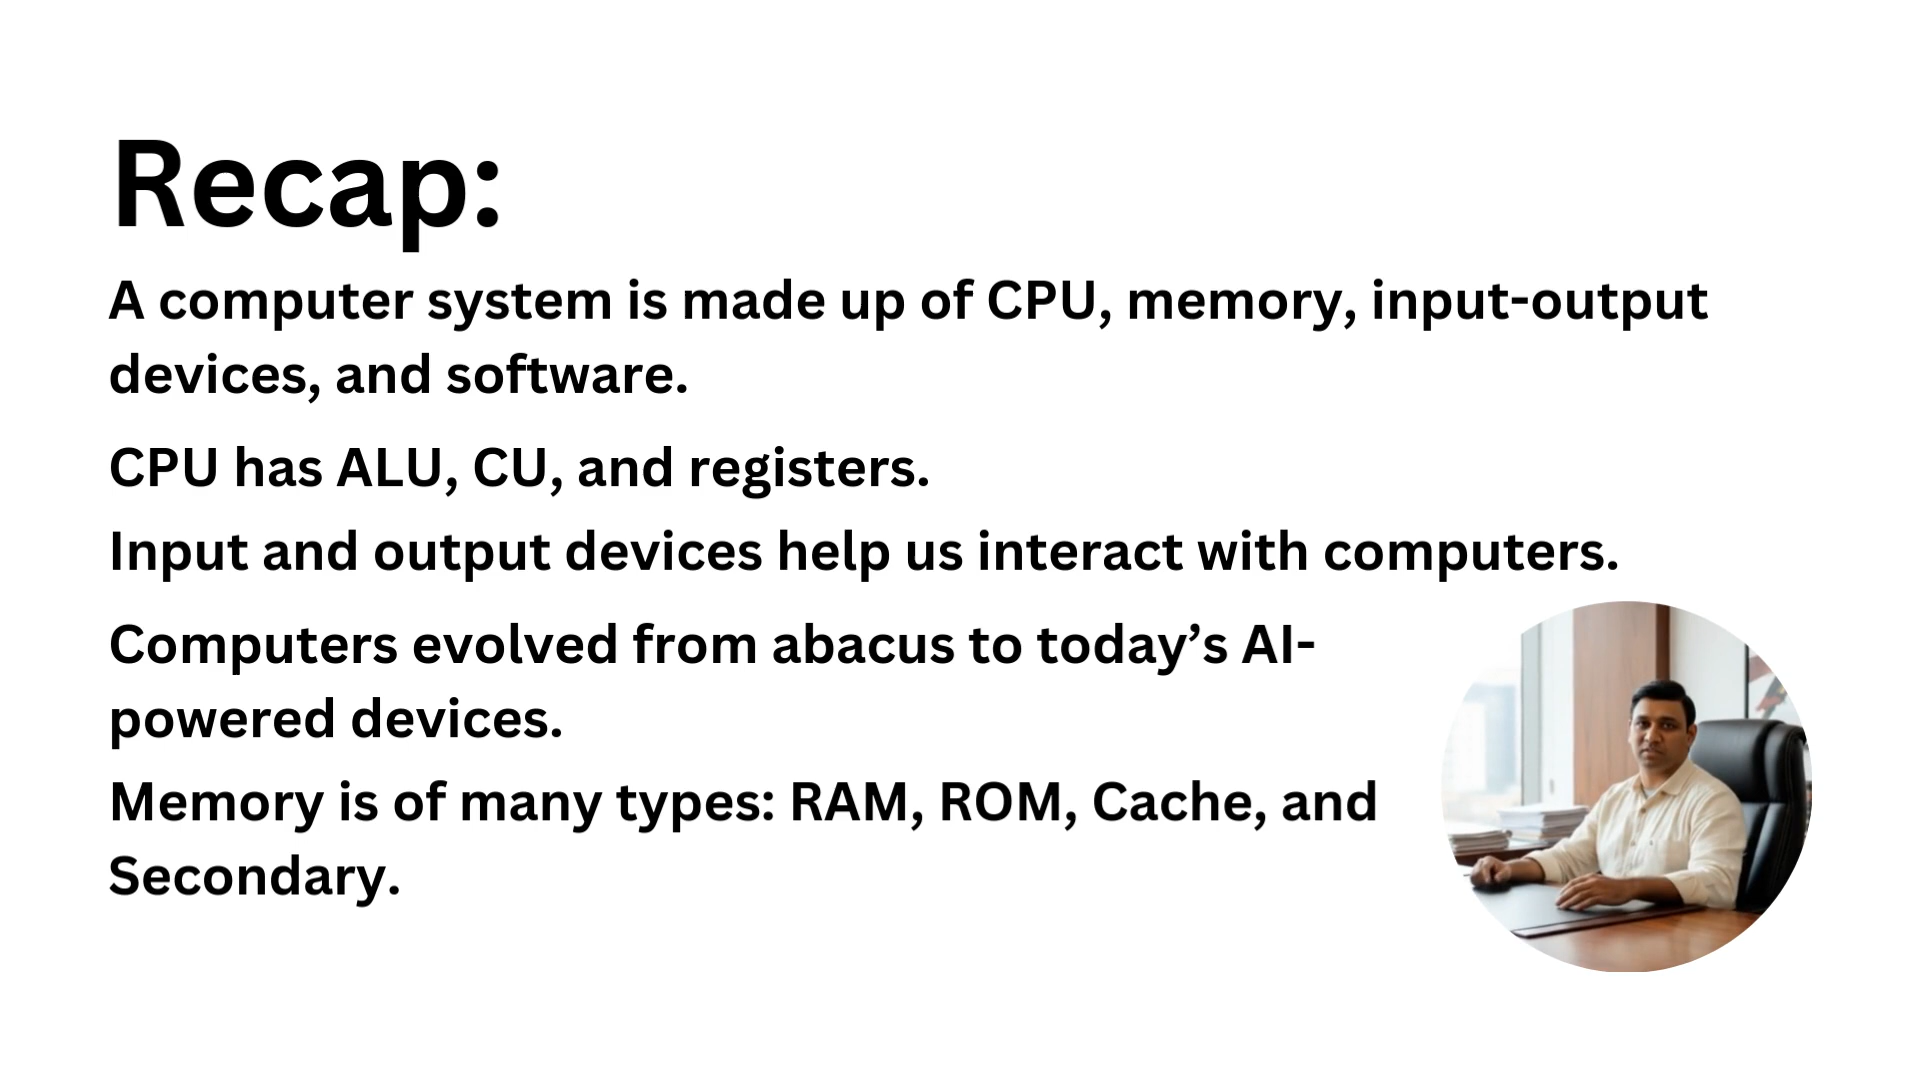 Recap:
A computer system is made up of CPU, memory, input-output
devices, and software.
CPU has ALU, CU, and registers.
Input and output devices help us interact with computers.
Computers evolved from abacus to today’s AI-
powered devices.
Memory is of many types: RAM, ROM, Cache, and
Secondary.